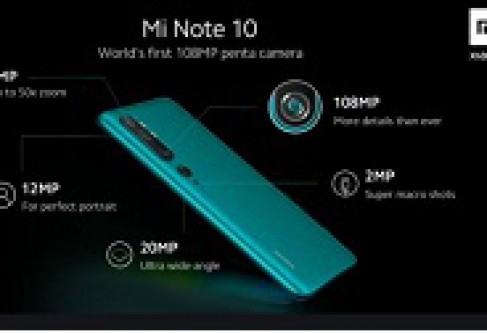 Mi Note 10
World's first 108MP penta camera
MP
to 50x zoom
108MP
More details than ever
12MP
For perfect portrait
2MP
Super macro shots
20MP
Ultra wide angle